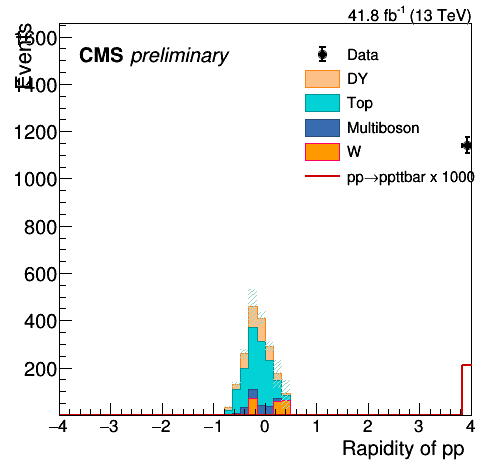 41.8 fb-1 (13 TeV)
CMS preliminary
Events
Data
DY
Top
Multiboson
W
pp→ppttbar x 1000
1600
1400
1200
1000
800
600
400
200
−4 −3 −2 −1 0 1 2 3 4
Rapidity of pp